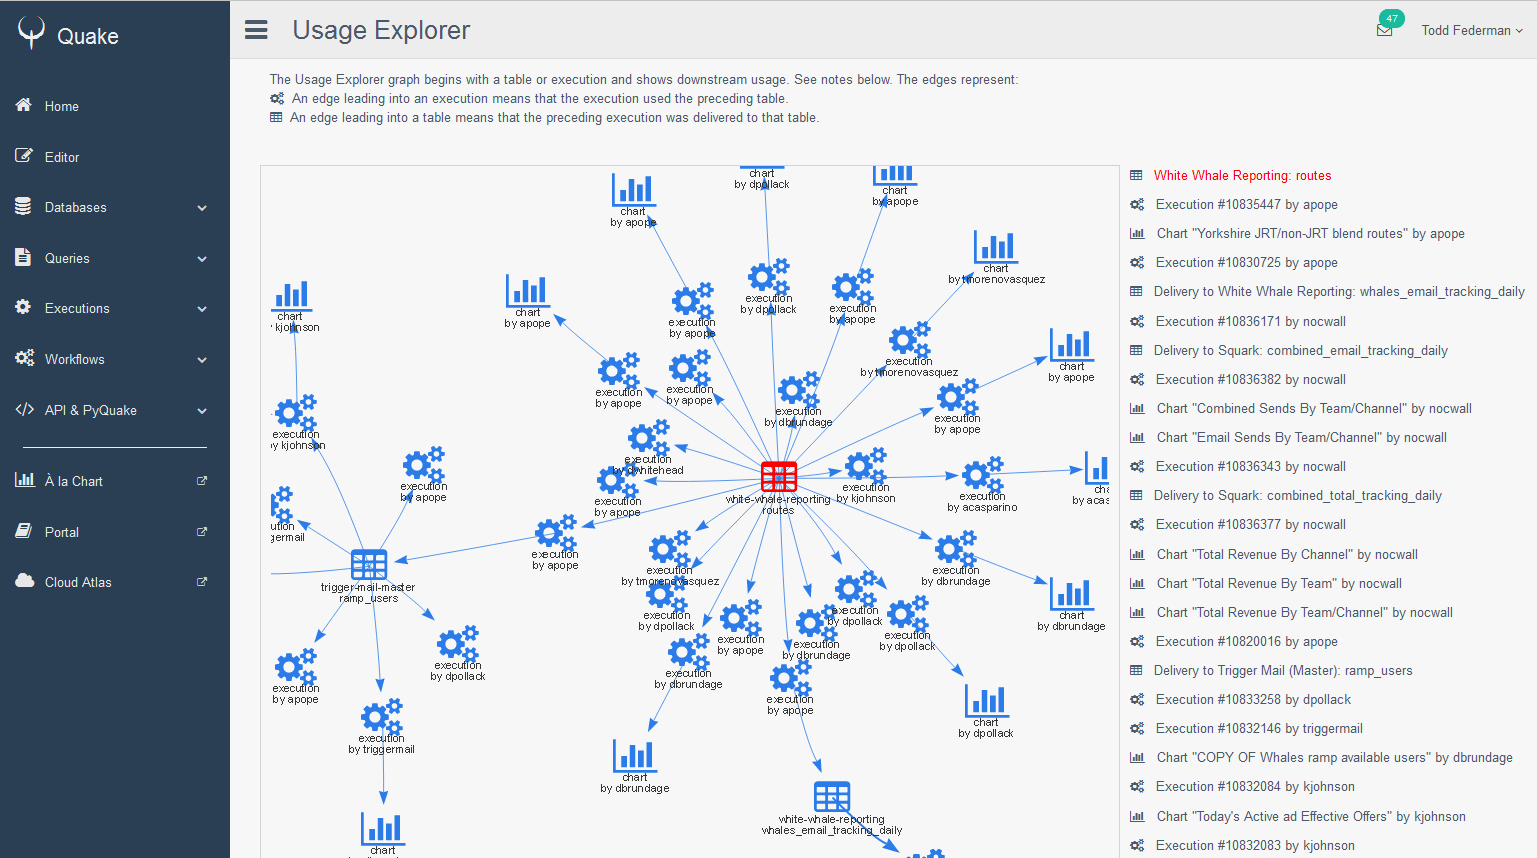 Quake
Usage Explorer
47
Todd Federman
Home
Editor
Databases
Queries
Executions
Workflows
</> API & PyQuake
À la Chart
Portal
Cloud Atlas
The Usage Explorer graph begins with a table or execution and shows downstream usage. See notes below. The edges represent:
An edge leading into an execution means that the execution used the preceding table.
An edge leading into a table means that the preceding execution was delivered to that table.
chart
by dpollack
chart
by apope
chart
by apope
chart
by tmorenovasquez
chart
by apope
chart
kjohnson
execution
by dpollack
execution
by apope
execution
by apope
execution
by tmorenovasquez
chart
by apope
execution
by apope
execution
by apope
execution
by dbrundage
execution
by apope
execution
by kjohnson
execution
by dwhitehead
execution
by apope
execution
by apope
white-whale-reporting
routes
execution
by kjohnson
execution
by acasparino
execution
by apope
trigger-mail-master
ramp_users
execution
by tmorenovasquez
execution
by dbrundage
execution
by dpollack
execution
by apope
execution
by dbrundage
execution
by dpollack
execution
by dpollack
chart
by dbrundage
execution
by dpollack
execution
by apope
execution
by dbrundage
execution
by apope
chart
by dpollack
execution
by triggermail
chart
by dbrundage
white-whale-reporting
whales_email_tracking_daily
chart
White Whale Reporting: routes
Execution #10835447 by apope
Chart "Yorkshire JRT/non-JRT blend routes" by apope
Execution #10830725 by apope
Delivery to White Whale Reporting: whales_email_tracking_daily
Execution #10836171 by nocwall
Delivery to Squark: combined_email_tracking_daily
Execution #10836382 by nocwall
Chart "Combined Sends By Team/Channel" by nocwall
Chart "Email Sends By Team/Channel" by nocwall
Execution #10836343 by nocwall
Delivery to Squark: combined_total_tracking_daily
Execution #10836377 by nocwall
Chart "Total Revenue By Channel" by nocwall
Chart "Total Revenue By Team" by nocwall
Chart "Total Revenue By Team/Channel" by nocwall
Execution #10820016 by apope
Delivery to Trigger Mail (Master): ramp_users
Execution #10833258 by dpollack
Execution #10832146 by triggermail
Chart "COPY OF Whales ramp available users" by dbrundage
Execution #10832084 by kjohnson
Chart "Today's Active ad Effective Offers" by kjohnson
Execution #10832083 by kjohnson